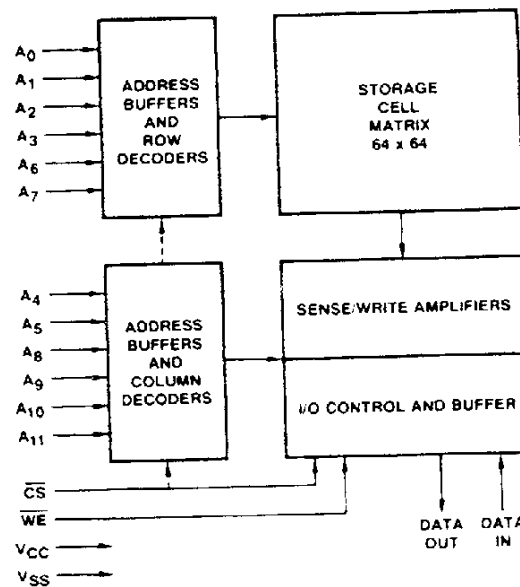 A0
A1
A2
A3
A6
A7
ADDRESS
BUFFERS
AND
ROW
DECODERS
STORAGE
CELL
MATRIX
64 x 64
A4
A5
A8
A9
A10
A11
ADDRESS
BUFFERS
AND
COLUMN
DECODERS
SENSE/WRITE AMPLIFIERS
I/O CONTROL AND BUFFER
CS
WE
VCC
VSS
DATA
OUT
DATA
IN